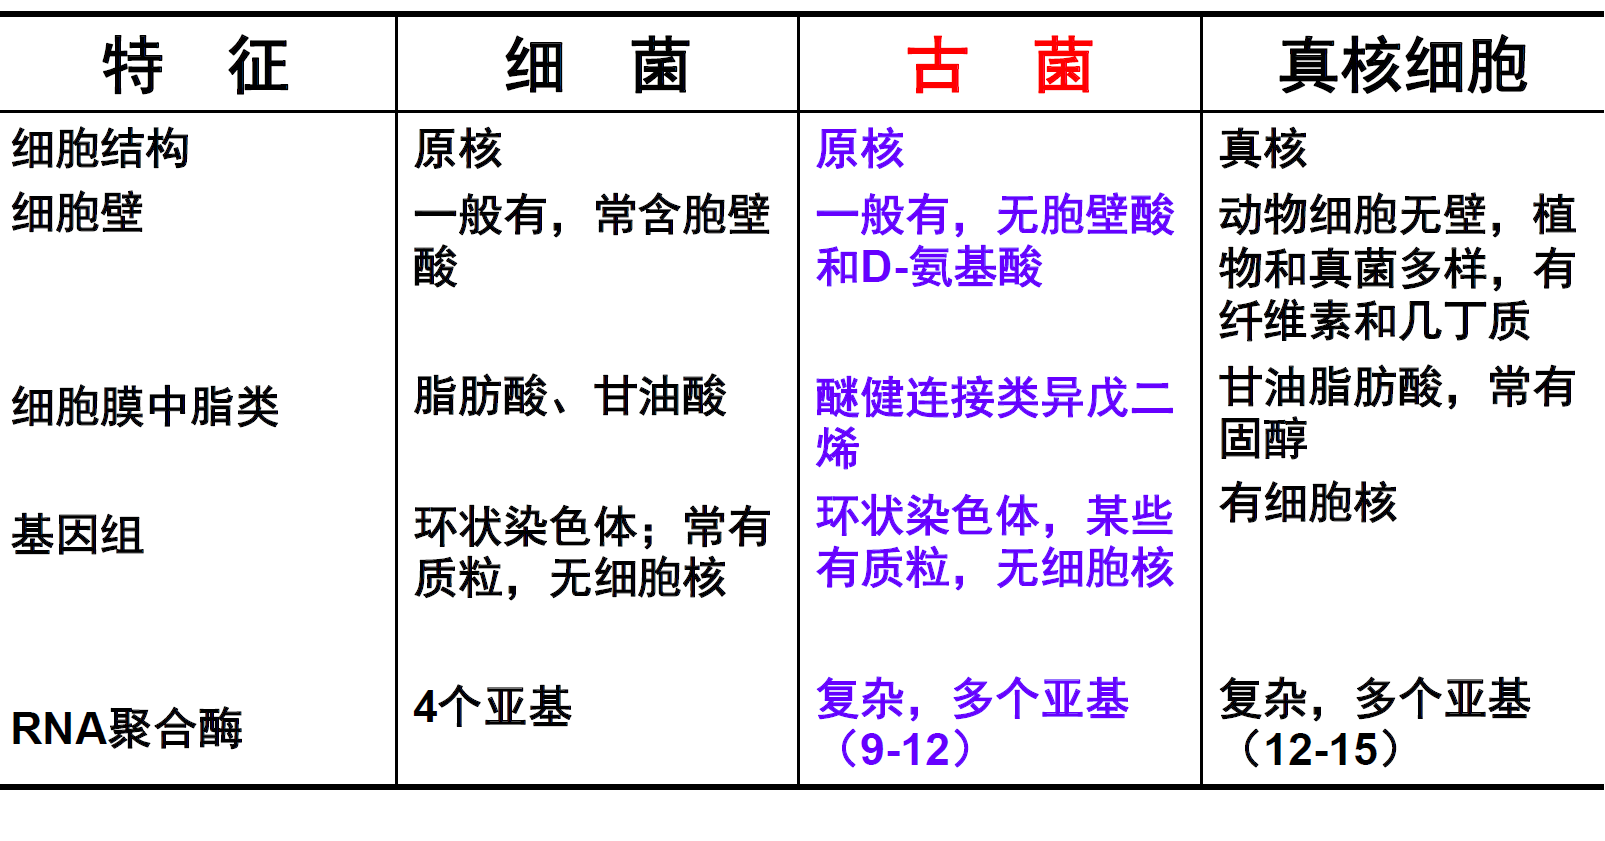 特 征
细 菌
古 菌
真核细胞
细胞结构
原核
原核
真核
细胞壁
一般有，常含胞壁
酸
一般有，无胞壁酸
和D-氨基酸
动物细胞无壁，植
物和真菌多样，有
纤维素和几丁质
细胞膜中脂类
脂肪酸、甘油酸
醚健连接类异戊二
烯
甘油脂肪酸，常有
固醇
基因组
环状染色体；常有
质粒，无细胞核
环状染色体，某些
有质粒，无细胞核
有细胞核
RNA聚合酶
4个亚基
复杂，多个亚基
（9-12）
复杂，多个亚基
（12-15）